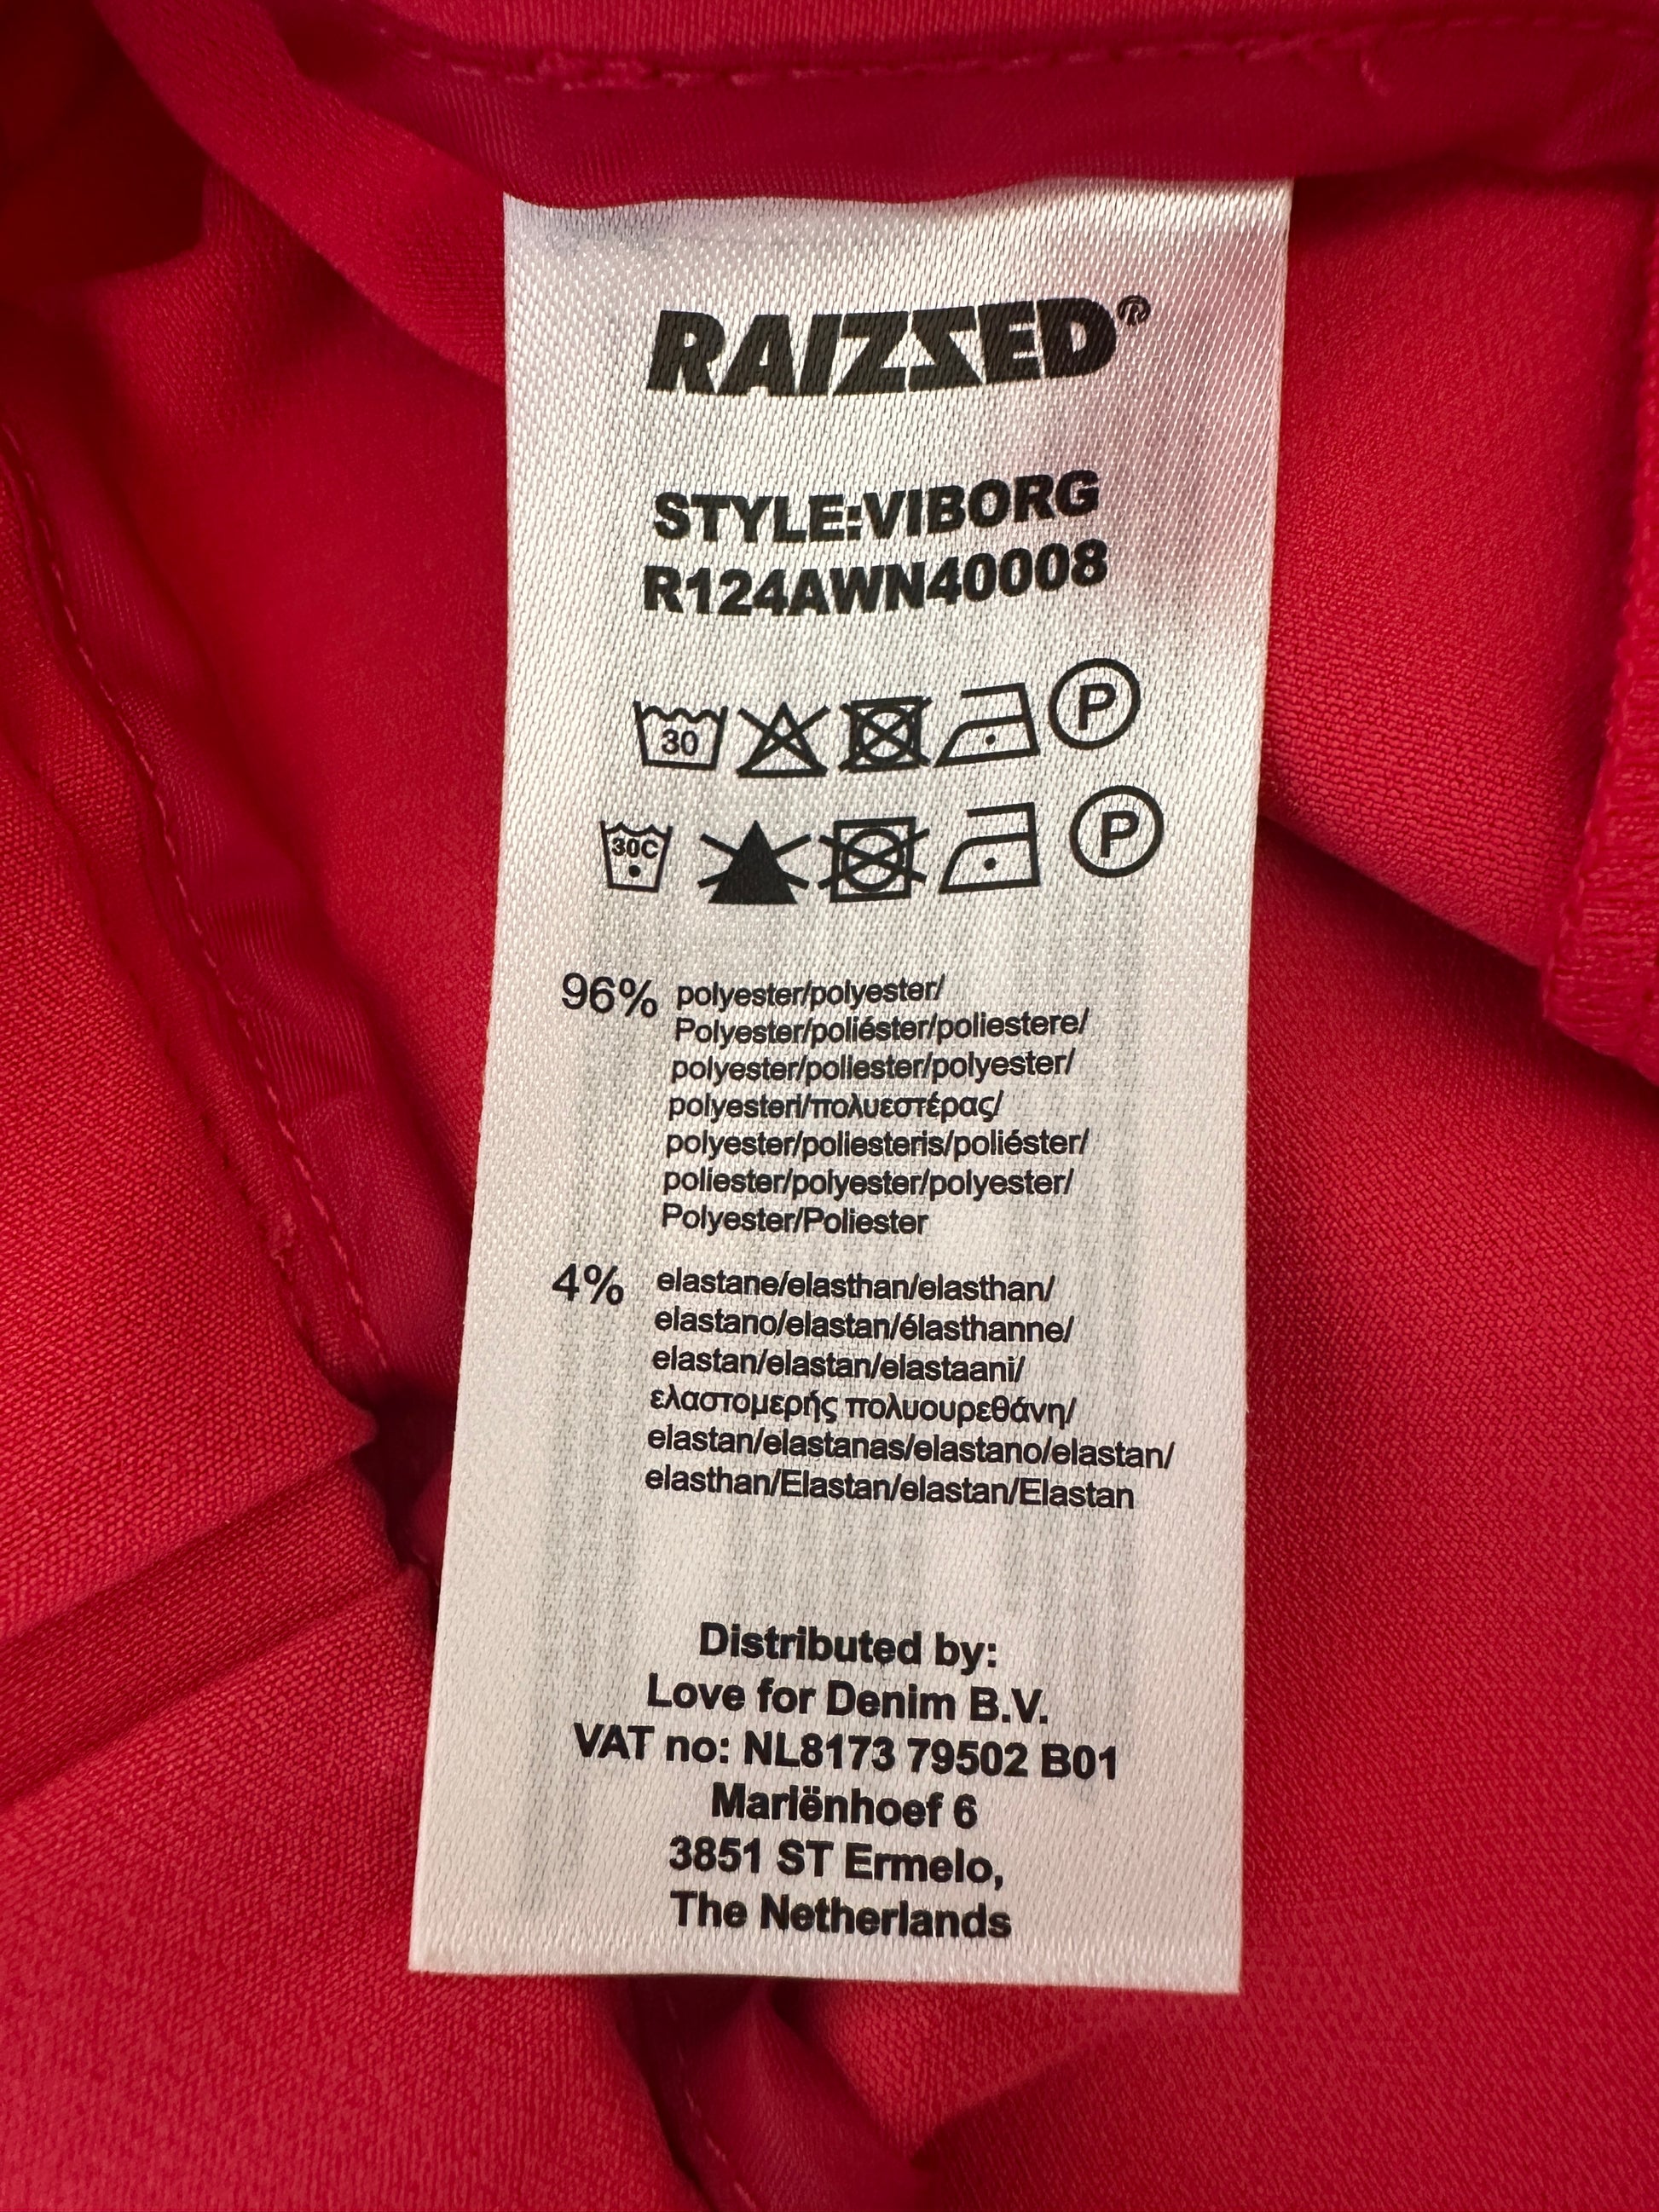 RAIZZED®
STYLE:VIBORG
R124AWN40008
30 P
30C P
96% polyester/polyester/
Polyester/poliéster/poliestere/
polyester/poliester/polyester/
polyesteri/πολυεστέρας/
polyester/poliesteris/poliéster/
poliester/polyester/polyester/
Polyester/Poliester
4% elastane/elasthan/elasthan/
elastano/elastan/élasthanne/
elastan/elastan/elastaani/
ελαστομερής πολυουρεθάνη/
elastan/elastanas/elastano/elastan/
elasthan/Elastan/elastan/Elastan
Distributed by:
Love for Denim B.V.
VAT no: NL8173 79502 B01
Mariënhoef 6
3851 ST Ermelo,
The Netherlands